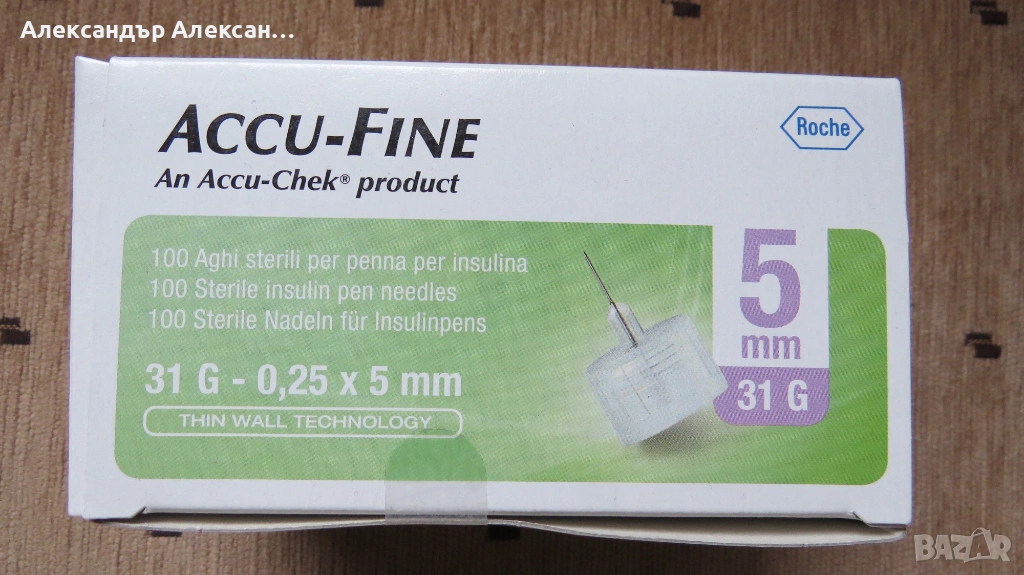 Александър Алексан...
ACCU-FINE
An Accu-Chek® product
Roche
100 Aghi sterili per penna per insulina
100 Sterile insulin pen needles
100 Sterile Nadeln für Insulinpens
31 G - 0,25 x 5 mm
THIN WALL TECHNOLOGY
5
mm
31 G
BAZAR